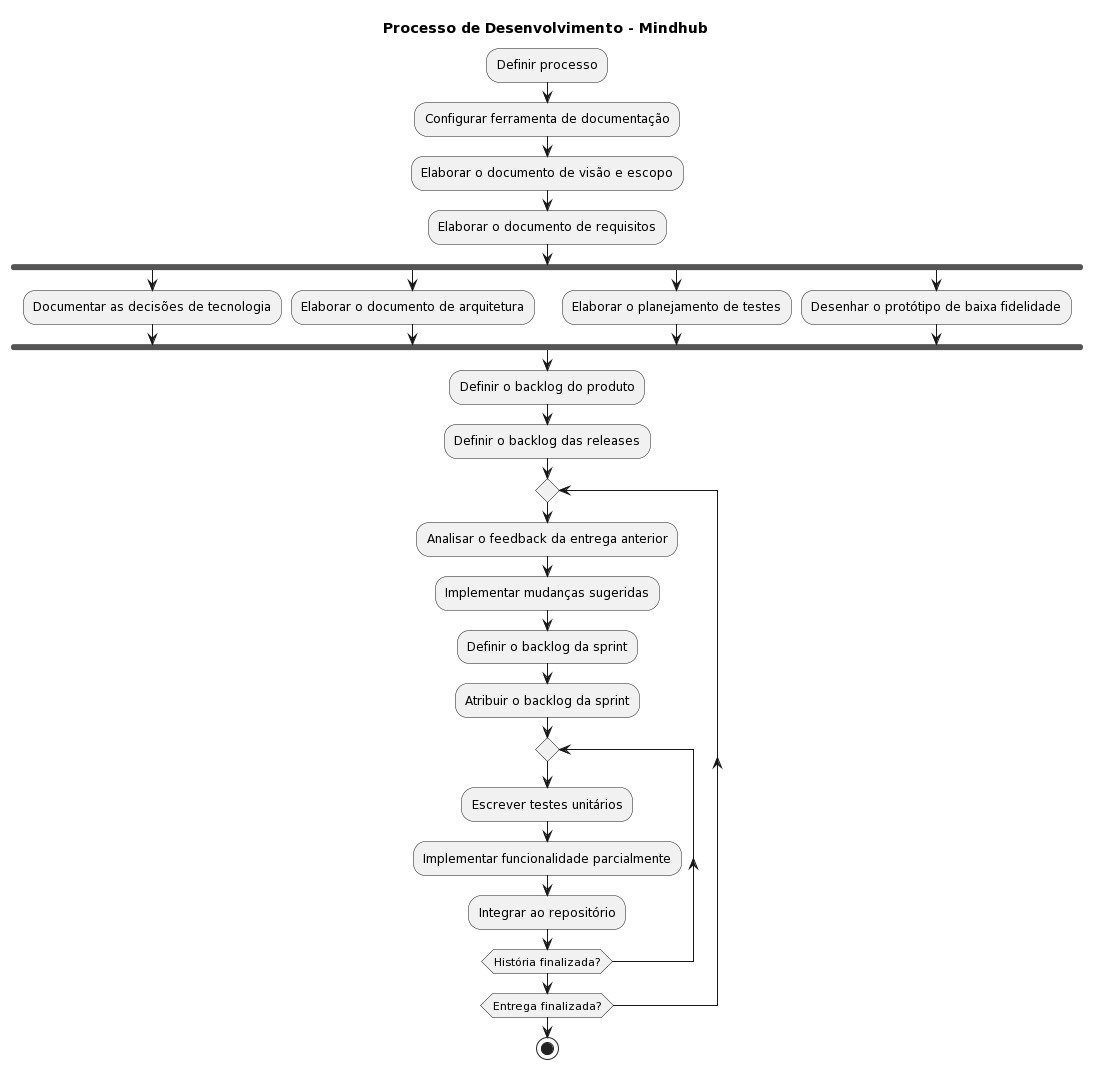 Processo de Desenvolvimento - Mindhub
Definir processo
Configurar ferramenta de documentação
Elaborar o documento de visão e escopo
Elaborar o documento de requisitos
Documentar as decisões de tecnologia
Elaborar o documento de arquitetura
Elaborar o planejamento de testes
Desenhar o protótipo de baixa fidelidade
Definir o backlog do produto
Definir o backlog das releases
Analisar o feedback da entrega anterior
Implementar mudanças sugeridas
Definir o backlog da sprint
Atribuir o backlog da sprint
Escrever testes unitários
Implementar funcionalidade parcialmente
Integrar ao repositório
História finalizada?
Entrega finalizada?